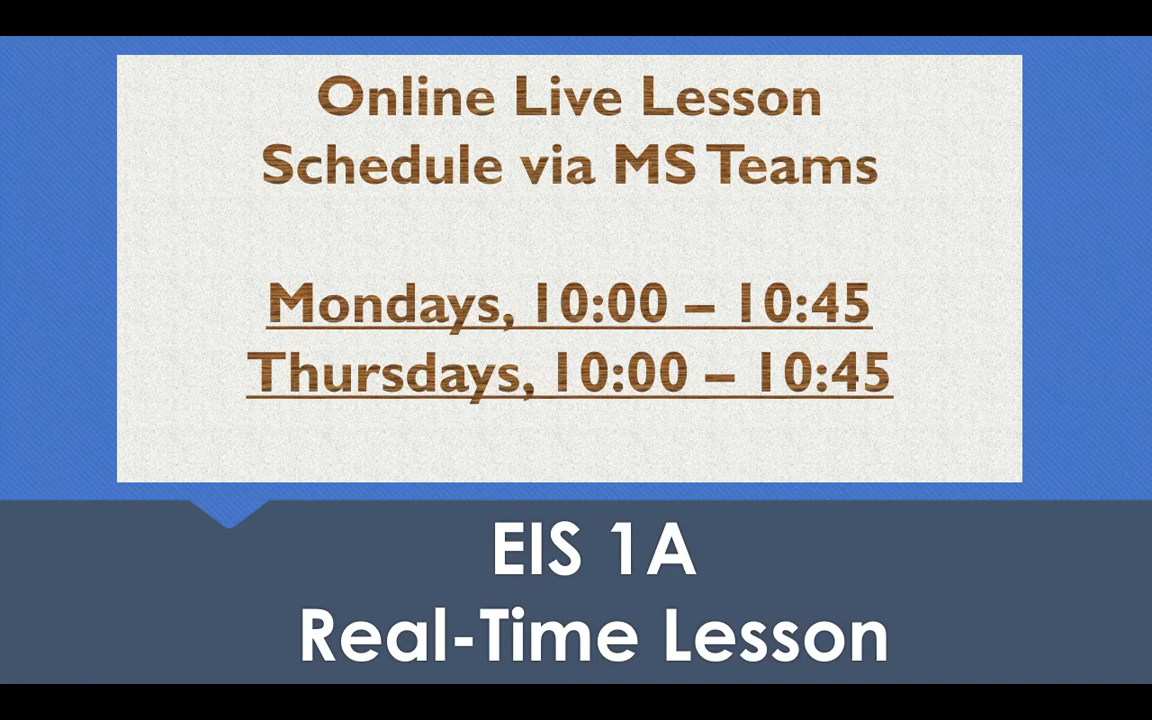 Online Live Lesson
Schedule via MS Teams
Mondays, 10:00 – 10:45
Thursdays, 10:00 – 10:45
EIS 1A
Real-Time Lesson